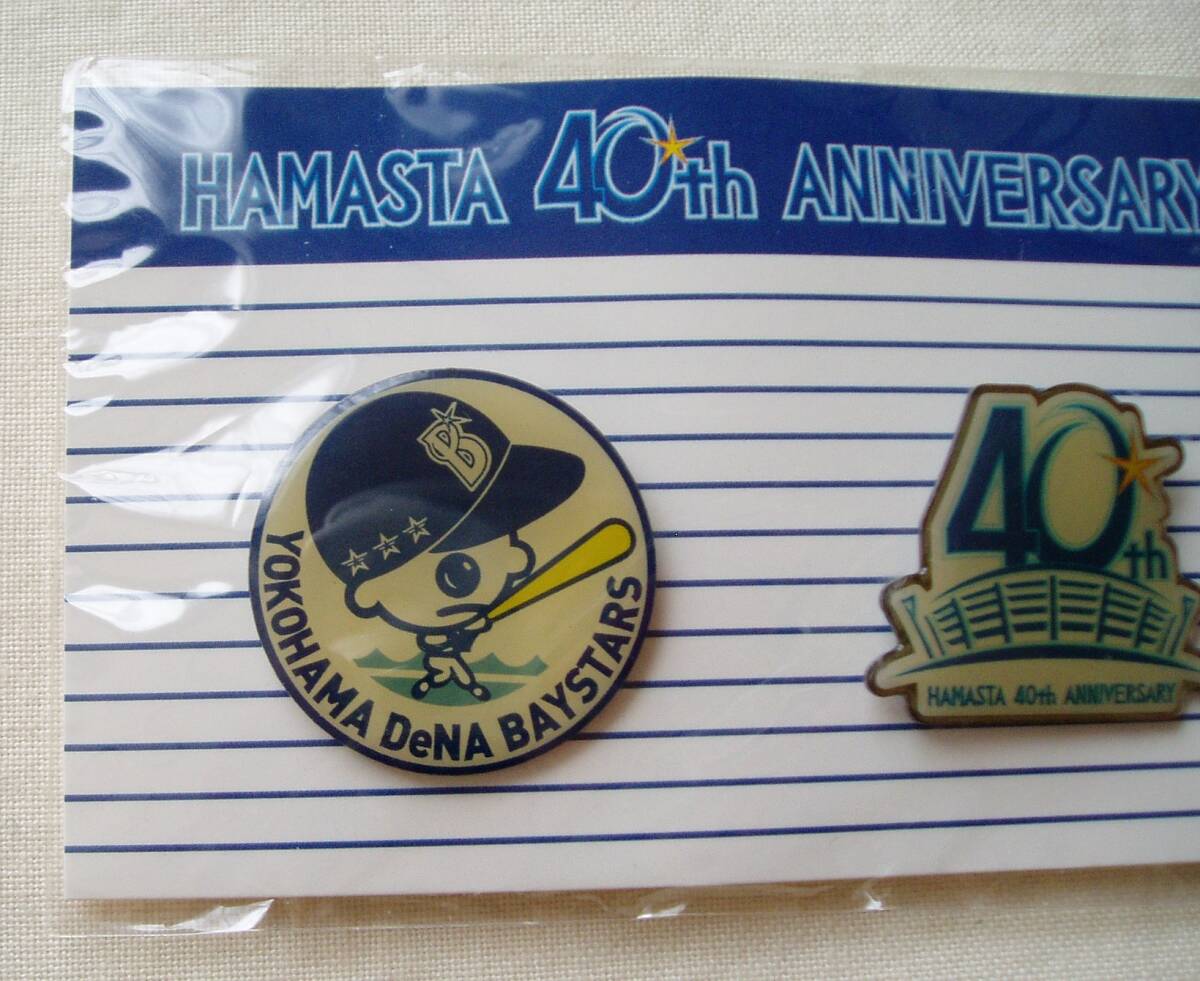 HAMASTA 40th ANNIVERSARY
B
YOKOHAMA DeNA BAYSTARS
40th
HAMASTA 40th ANNIVERSARY